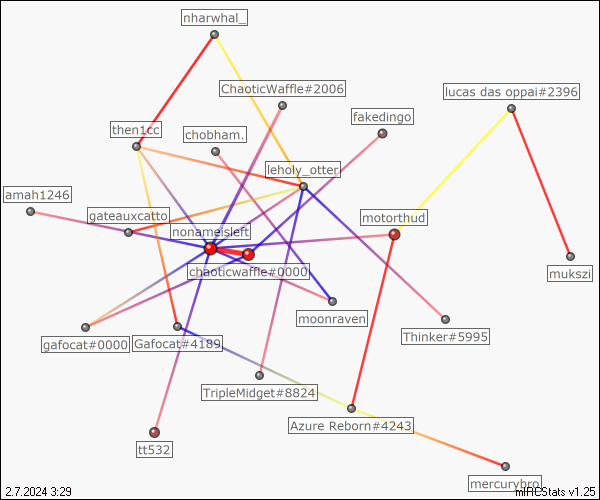 nharwhal_
ChaoticWaffle#2006
lucas das oppai#2396
fakedingo
then1cc
chobham.
leholy_otter
amah1246
gateauxcatto
motorthud
nonameisleft
chaoticwaffle#0000
mukszi
moonraven
Thinker#5995
gafocat#0000
Gafocat#4189
TripleMidget#8824
Azure Reborn#4243
tt532
mercurybro
2.7.2024 3:29
mIRCStats v1.25